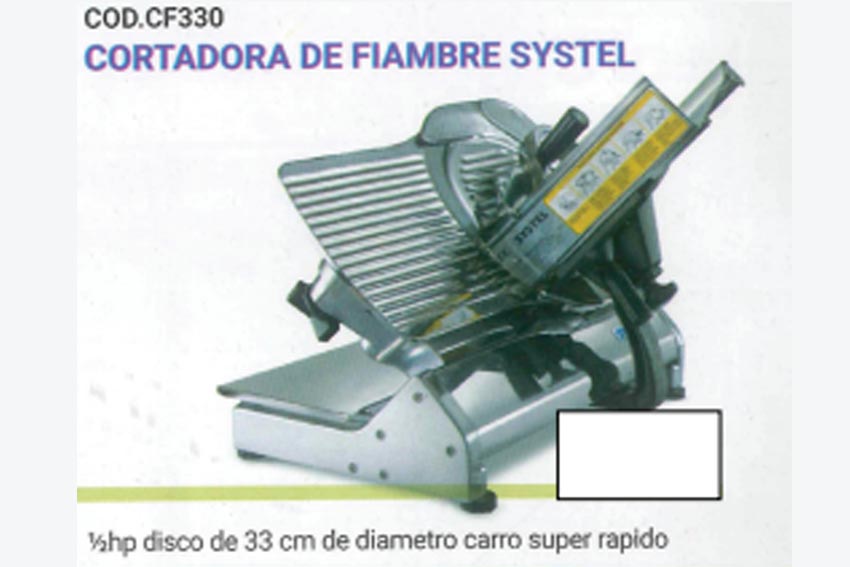 COD.CF330
CORTADORA DE FIAMBRE SYSTEL
SYSTEL
½hp disco de 33 cm de diametro carro super rapido